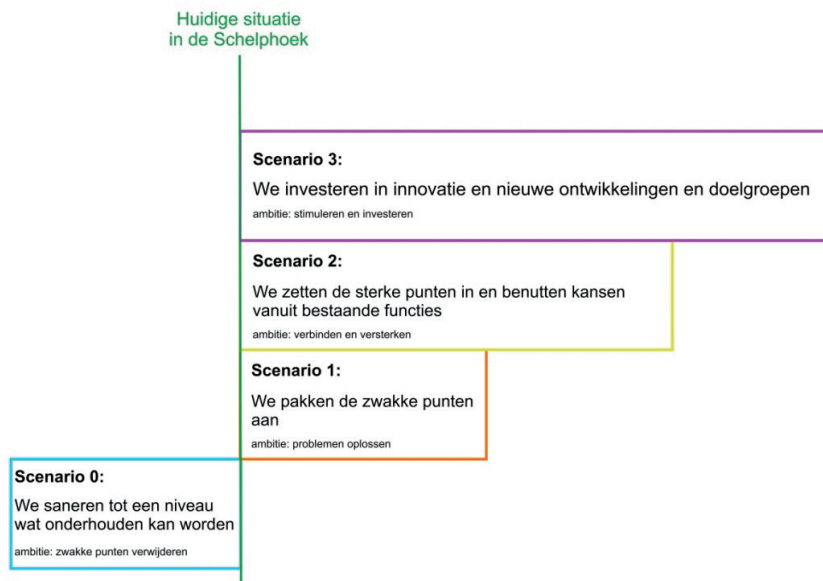 Huidige situatie
in de Schelphoek
Scenario 3:
We investeren in innovatie en nieuwe ontwikkelingen en doelgroepen
ambitie: stimuleren en investeren
Scenario 2:
We zetten de sterke punten in en benutten kansen
vanuit bestaande functies
ambitie: verbinden en versterken
Scenario 1:
We pakken de zwakke punten
aan
ambitie: problemen oplossen
Scenario 0:
We saneren tot een niveau
wat onderhouden kan worden
ambitie: zwakke punten verwijderen